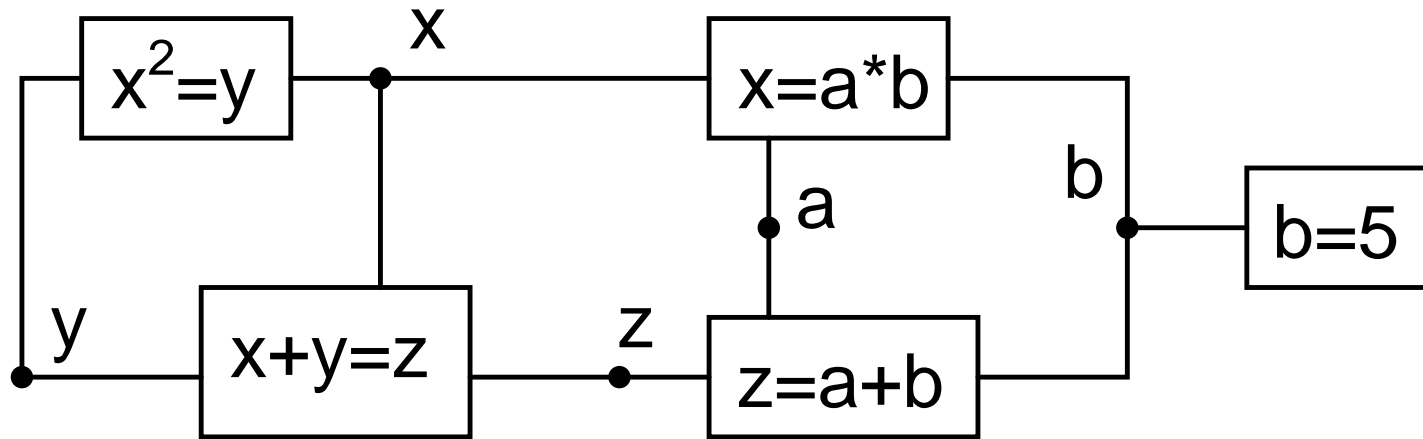 x
x²=y
x=a*b
b
a
b=5
y
z
x+y=z
z=a+b